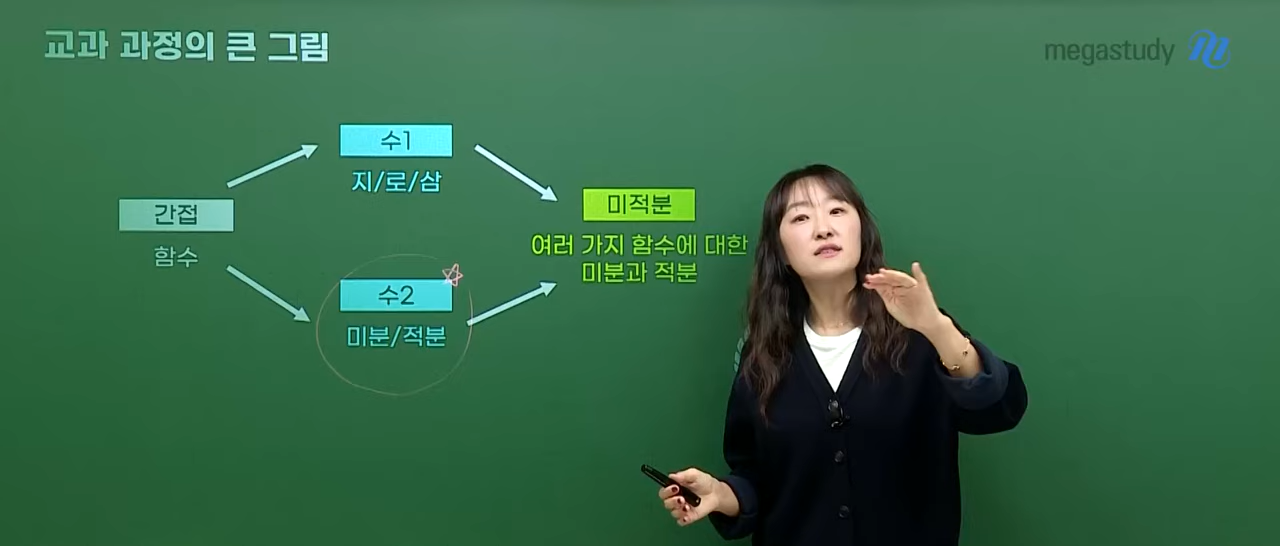 교과 과정의 큰 그림
megastudy
수1
지/로/삼
간접
함수
미적분
여러 가지 함수에 대한
미분과 적분
수2
미분/적분